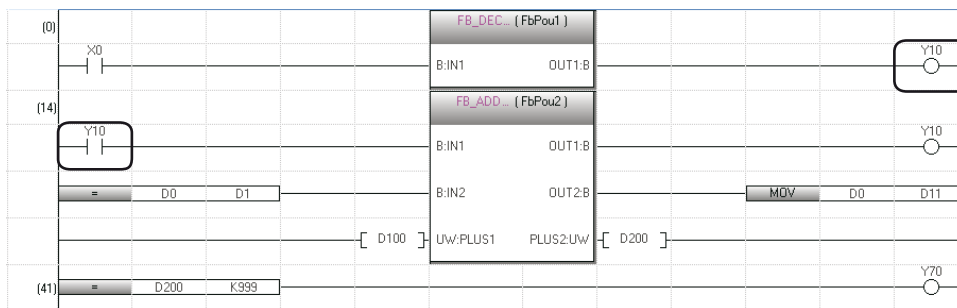 FB_DEC... (FbPou1)
(0)
X0 Y10
B:IN1 OUT1:B
FB_ADD... (FbPou2)
(14)
Y10 Y10
B:IN1 OUT1:B
= D0 D1 B:IN2 OUT2:B MOV D0 D11
[ D100 ] UW:PLUS1 PLUS2:UW [ D200 ]
Y70
(41) = D200 K999